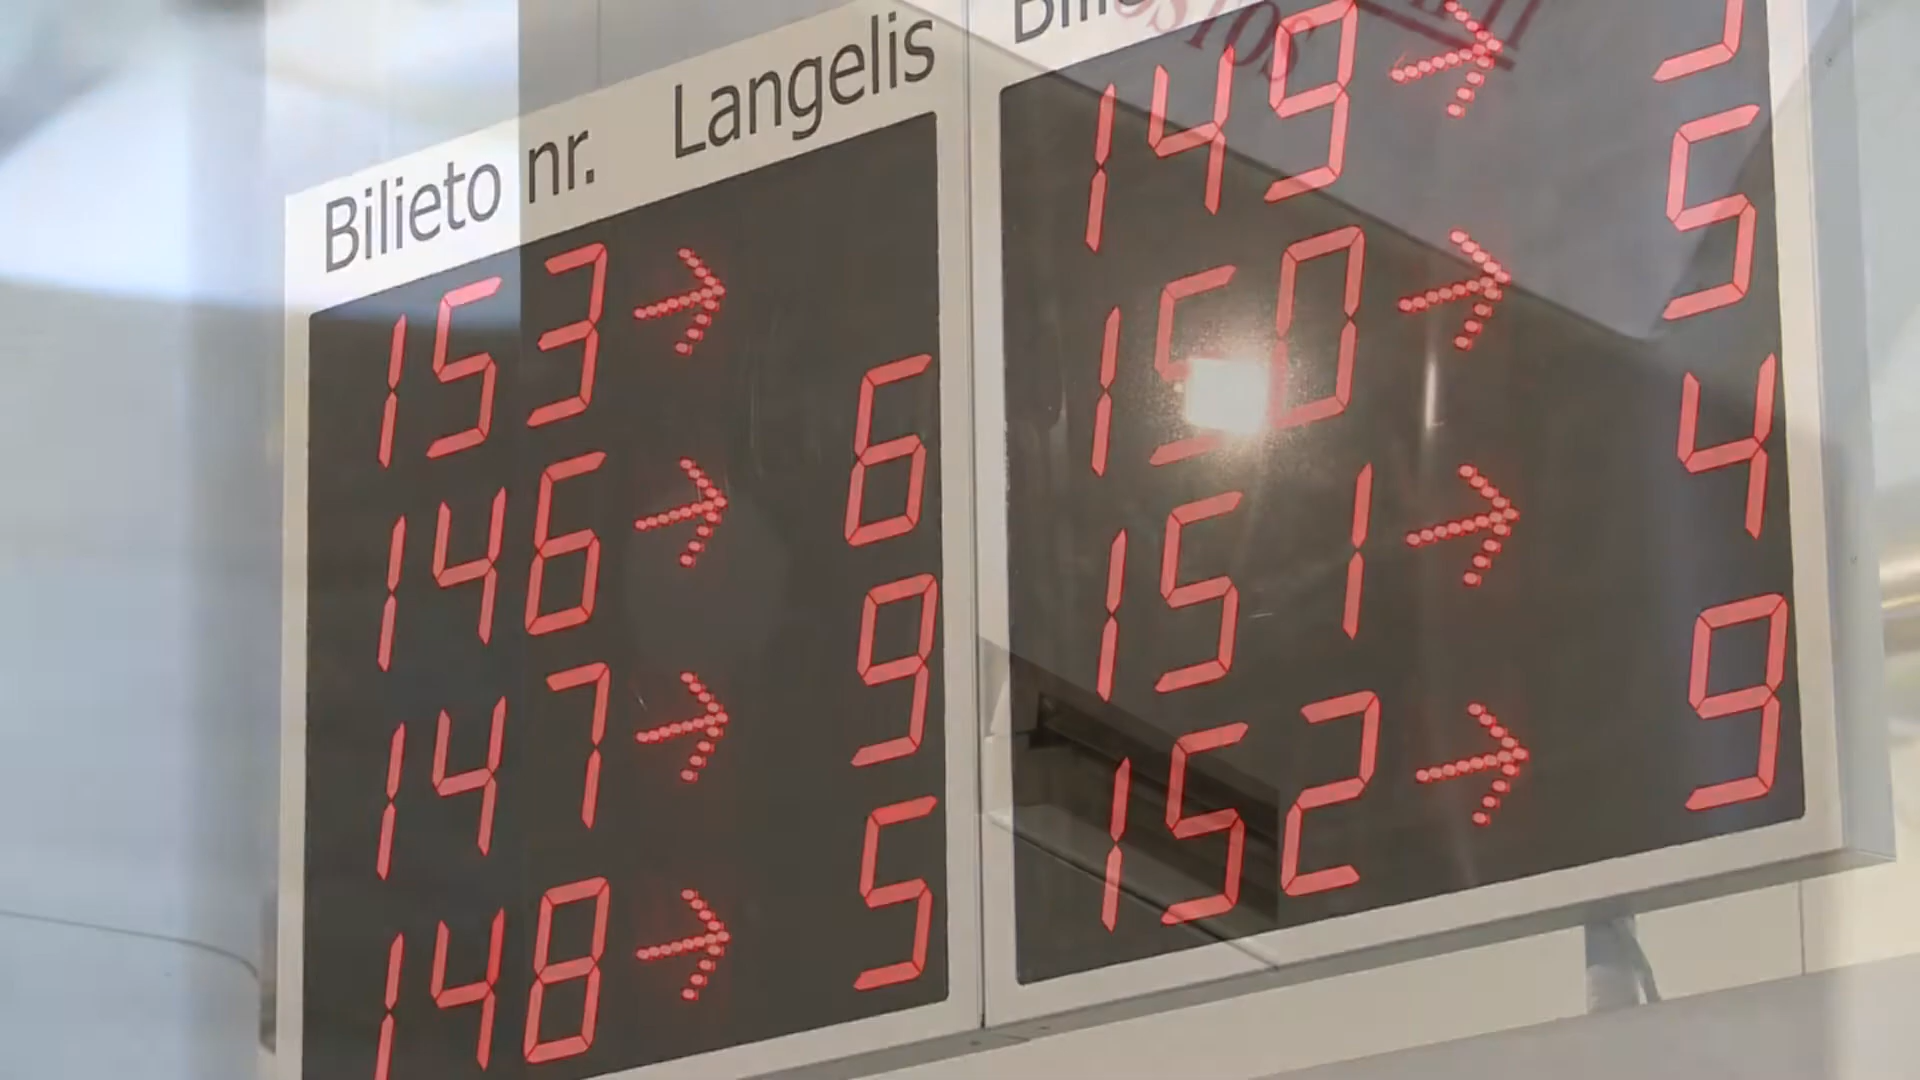 Bilieto nr. Langelis
153 →
146 → 6
147 → 9
148 → 5
149 →
150 → 5
151 → 4
152 → 9